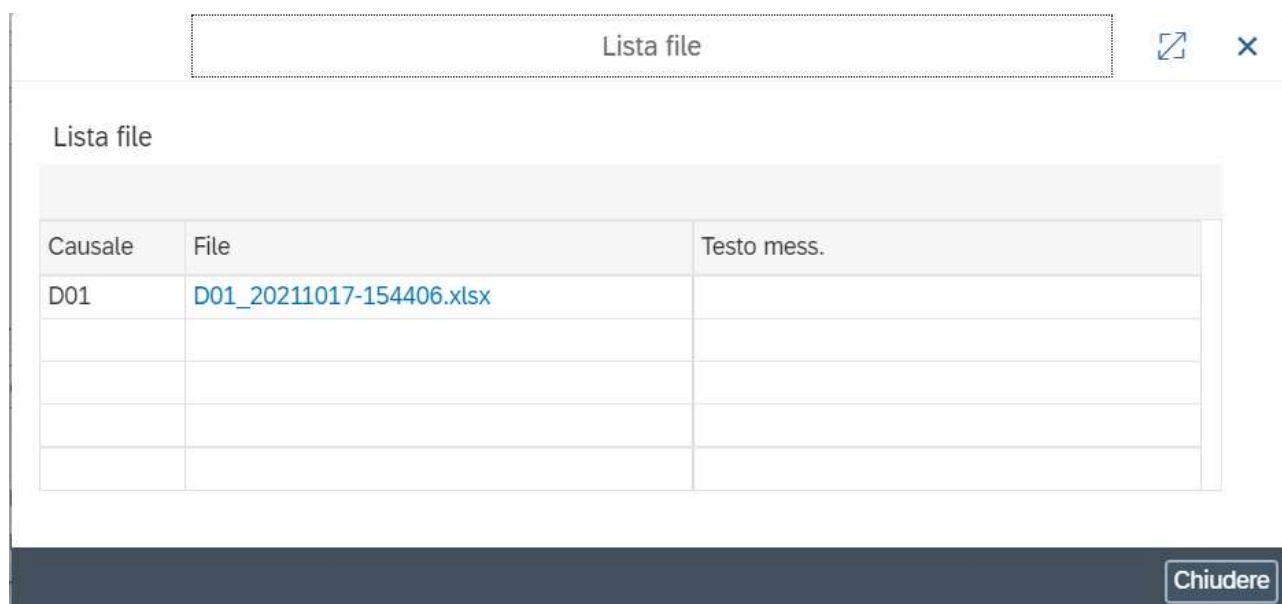 Lista file
Lista file
Causale File Testo mess.
D01 D01_20211017-154406.xlsx
Chiudere